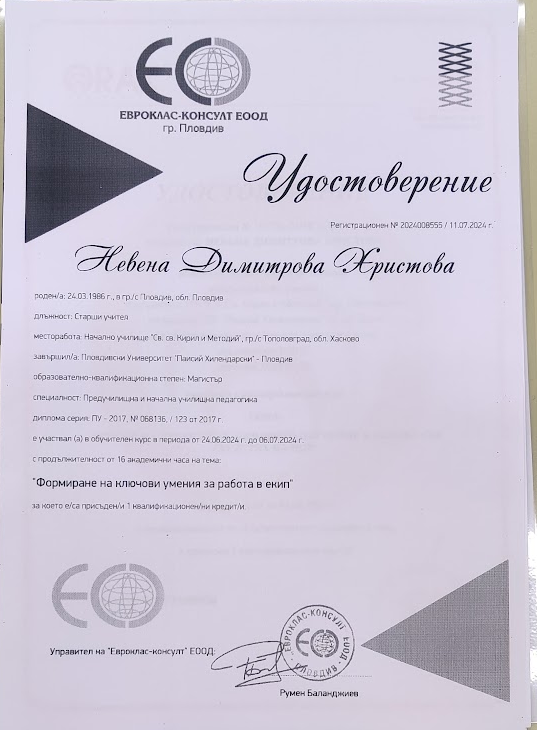 ЕВРОКЛАС-КОНСУЛТ ЕООД
гр. Пловдив
Удостоверение
Регистрационен № 2024008555 / 11.07.2024 г.
Невена Димитрова Христова
роден/а: 24.03.1986 г., в гр./с Пловдив, обл. Пловдив
длъжност: Старши учител
месторабота: Начално училище "Св. св. Кирил и Методий", гр./с Тополовград, обл. Хасково
завършил/а: Пловдивски Университет "Паисий Хилендарски" - Пловдив
образователно-квалификационна степен: Магистър
специалност: Предучилищна и начална училищна педагогика
диплома серия: ПУ - 2017, № 068136, / 123 от 2017 г.
е участвал (а) в обучителен курс в периода от 24.06.2024 г. до 06.07.2024 г.
с продължителност от 16 академични часа на тема:
"Формиране на ключови умения за работа в екип"
за което е/са присъден/и 1 квалификационен/ни кредит/и.
ЕВРОКЛАС-КОНСУЛТ ЕООД
ПЛОВДИВ
Управител на "Евроклас-консулт" ЕООД:
Румен Баланджиев